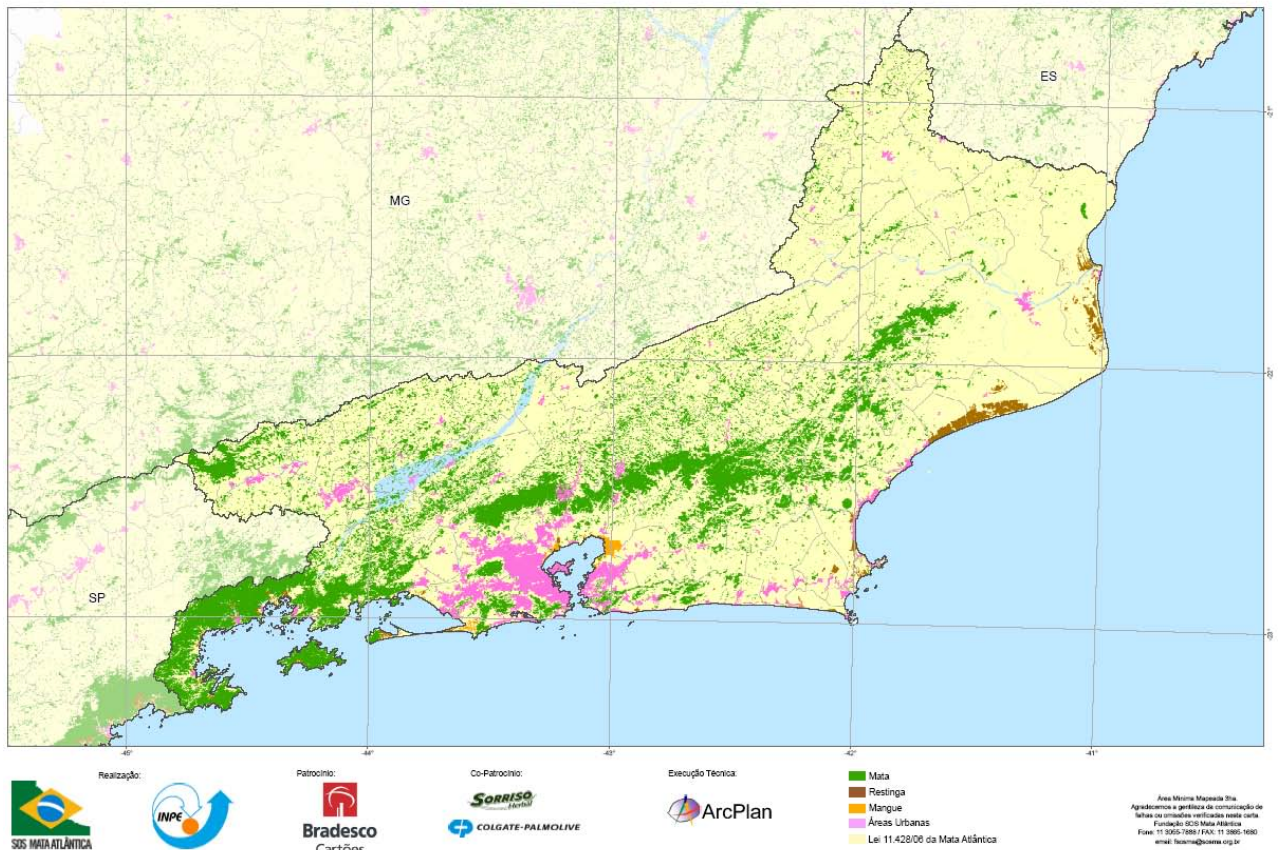 ES
MG
SP
-45°
-44°
-43°
-42°
-41°
Realização:
Patrocínio:
Co-Patrocínio:
Execução Técnica:
SOS MATA ATLÂNTICA
INPE
Bradesco
Cartões
SORRISO
Herbal
COLGATE-PALMOLIVE
ArcPlan
Mata
Restinga
Mangue
Áreas Urbanas
Lei 11.428/06 da Mata Atlântica
Área Mínima Mapeada 3ha.
Agradecemos a gentileza da comunicação de
falhas ou omissões verificadas nesta carta.
Fundação SOS Mata Atlântica